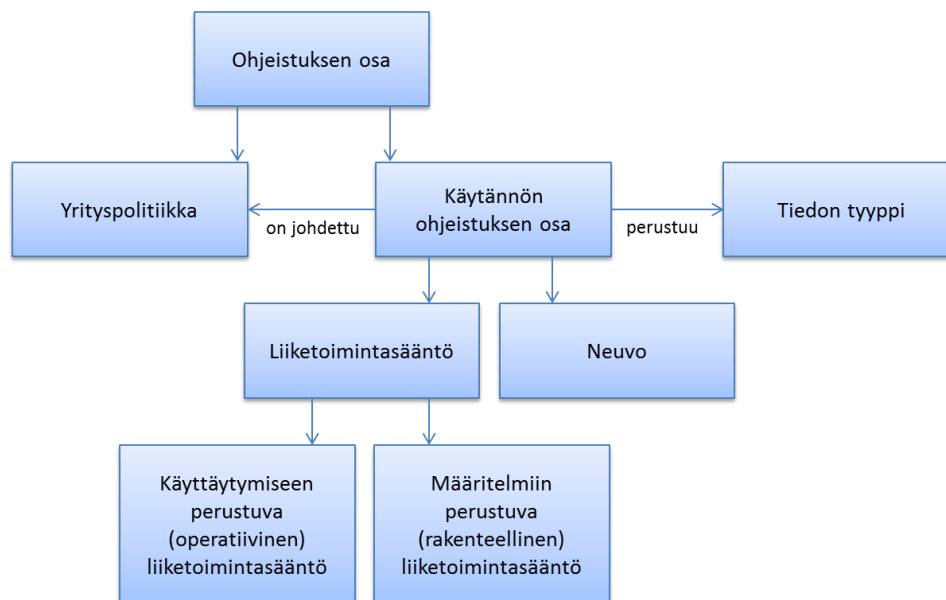 Ohjeistuksen osa
Yrityspolitiikka
on johdettu
Käytännön
ohjeistuksen osa
perustuu
Tiedon tyyppi
Liiketoimintasääntö
Neuvo
Käyttäytymiseen
perustuva
(operatiivinen)
liiketoimintasääntö
Määritelmiin
perustuva
(rakenteellinen)
liiketoimintasääntö